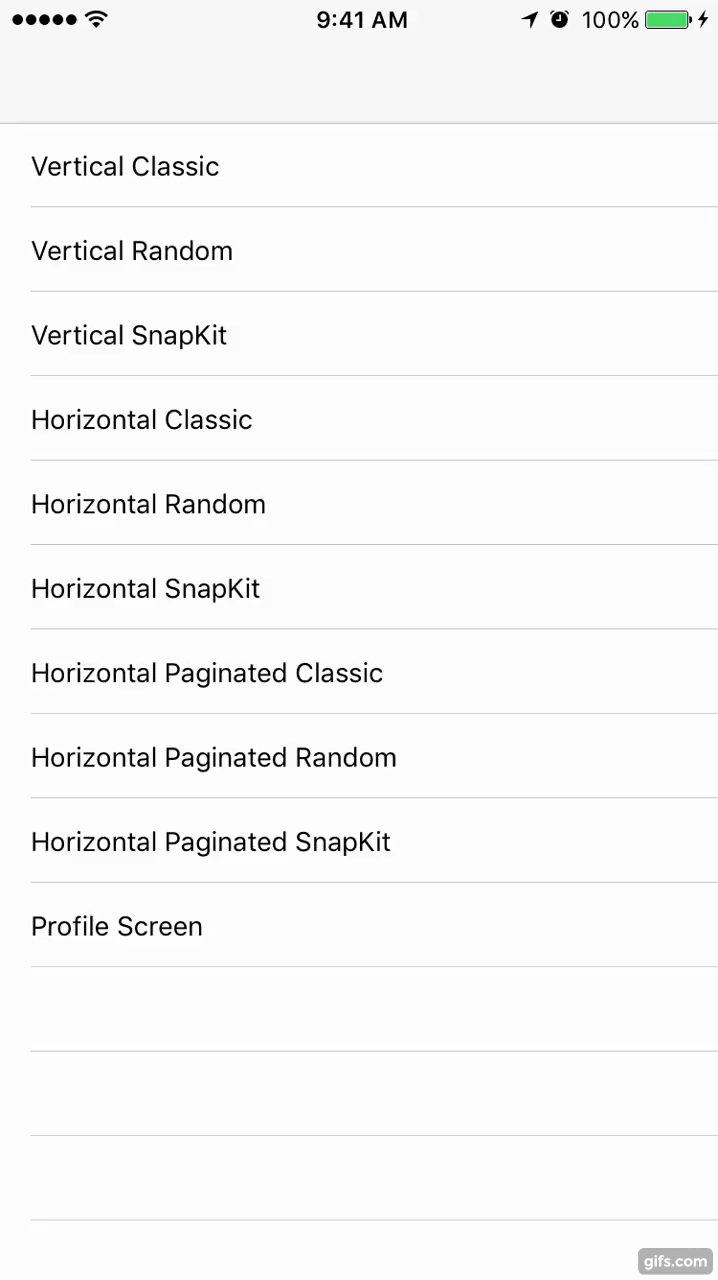 9:41 AM 100%
Vertical Classic
Vertical Random
Vertical SnapKit
Horizontal Classic
Horizontal Random
Horizontal SnapKit
Horizontal Paginated Classic
Horizontal Paginated Random
Horizontal Paginated SnapKit
Profile Screen
gifs.com